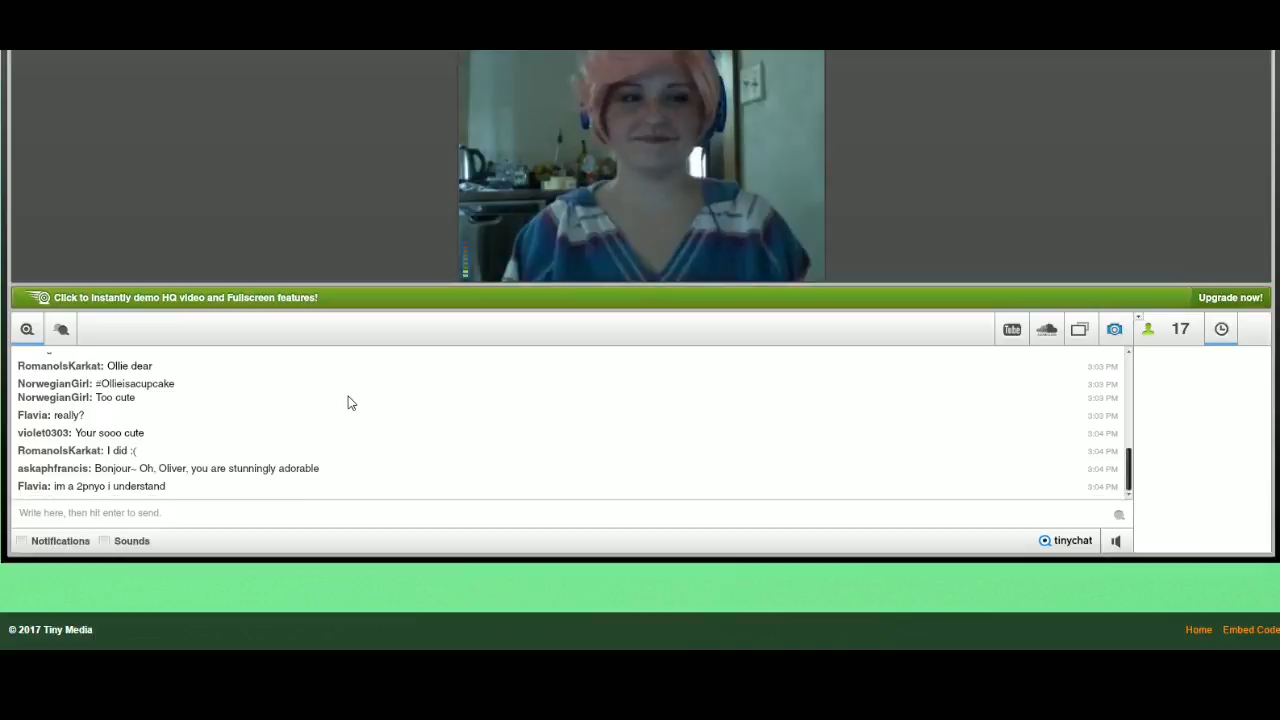 Click to instantly demo HQ video and Fullscreen features!
Upgrade now!
You Tube
17
RomanoIsKarkat: Ollie dear 3:03 PM
NorwegianGirl: #Ollieisacupcake 3:03 PM
NorwegianGirl: Too cute 3:03 PM
Flavia: really? 3:03 PM
violet0303: Your sooo cute 3:04 PM
RomanoIsKarkat: I did :( 3:04 PM
askaphfrancis: Bonjour~ Oh, Oliver, you are stunningly adorable 3:04 PM
Flavia: im a 2pnyo i understand 3:04 PM
Write here, then hit enter to send.
Notifications Sounds tinychat
© 2017 Tiny Media Home Embed Code